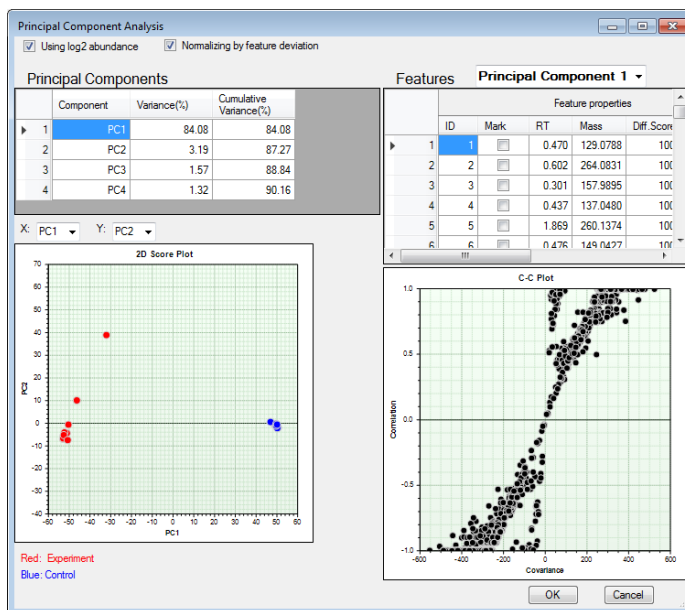 Principal Component Analysis
Using log2 abundance Normalizing by feature deviation
Principal Components
Component Variance(%) Cumulative Variance(%)
1 PC1 84.08 84.08
2 PC2 3.19 87.27
3 PC3 1.57 88.84
4 PC4 1.32 90.16
X: PC1 Y: PC2
2D Score Plot
70
60
50
40
30
20
10
0
-10
-20
-30
-40
PC2
-60 -50 -40 -30 -20 -10 0 10 20 30 40 50 60
PC1
Red: Experiment
Blue: Control
Features Principal Component 1
Feature properties
ID Mark RT Mass Diff.Score
1 1 0.470 129.0788 100
2 2 0.602 264.0831 100
3 3 0.301 157.9895 100
4 4 0.437 137.0480 100
5 5 1.869 260.1374 100
6 6 0.476 149.0427 100
C-C Plot
1.0
0.5
0.0
-0.5
-1.0
Correlation
-600 -400 -200 0 200 400 600
Covariance
OK Cancel